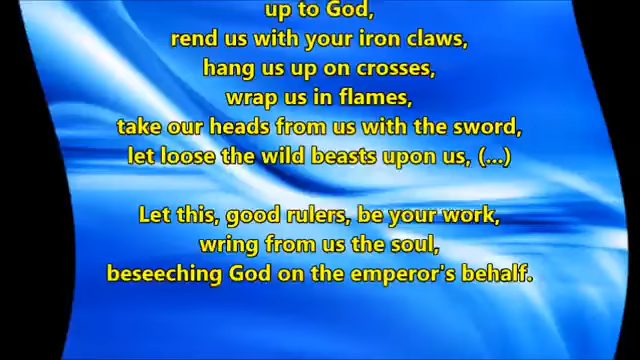 up to God,
rend us with your iron claws,
hang us up on crosses,
wrap us in flames,
take our heads from us with the sword,
let loose the wild beasts upon us, (...)
Let this, good rulers, be your work,
wring from us the soul,
beseeching God on the emperor's behalf.